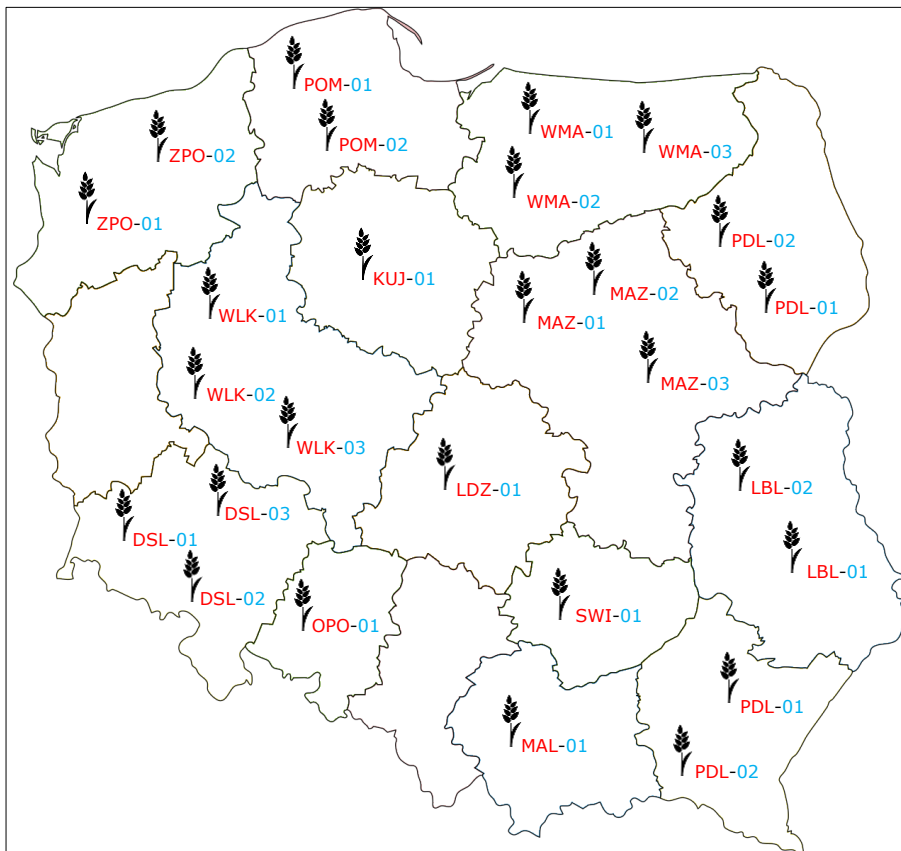 POM-01
WMA-01
POM-02
WMA-03
ZPO-02
WMA-02
ZPO-01
PDL-02
KUJ-01
MAZ-02
PDL-01
WLK-01
MAZ-01
MAZ-03
WLK-02
WLK-03
LDZ-01
LBL-02
DSL-03
DSL-01
LBL-01
DSL-02
SWI-01
OPO-01
PDL-01
MAL-01
PDL-02